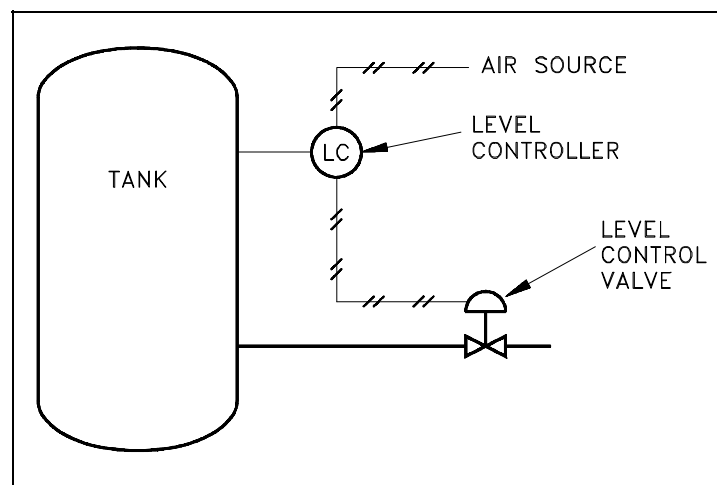 AIR SOURCE
LEVEL
CONTROLLER
LC
TANK
LEVEL
CONTROL
VALVE